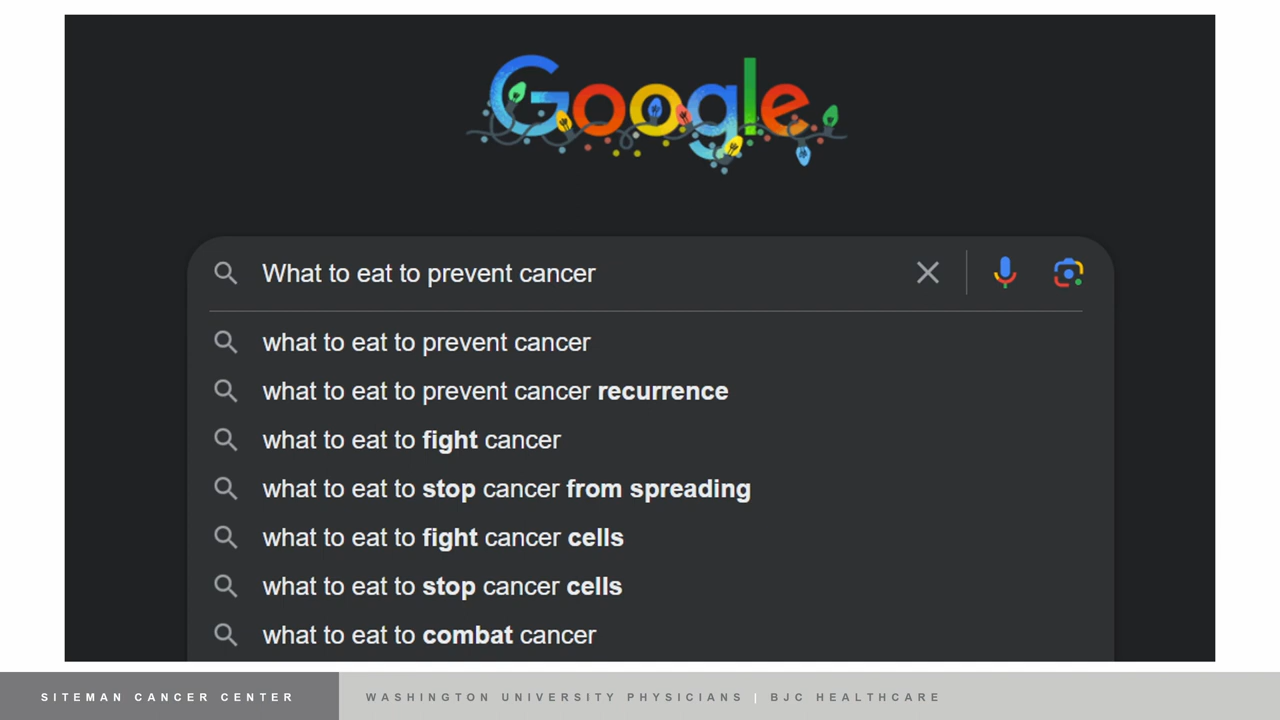 Google
What to eat to prevent cancer
what to eat to prevent cancer
what to eat to prevent cancer recurrence
what to eat to fight cancer
what to eat to stop cancer from spreading
what to eat to fight cancer cells
what to eat to stop cancer cells
what to eat to combat cancer
SITEMAN CANCER CENTER WASHINGTON UNIVERSITY PHYSICIANS | BJC HEALTHCARE